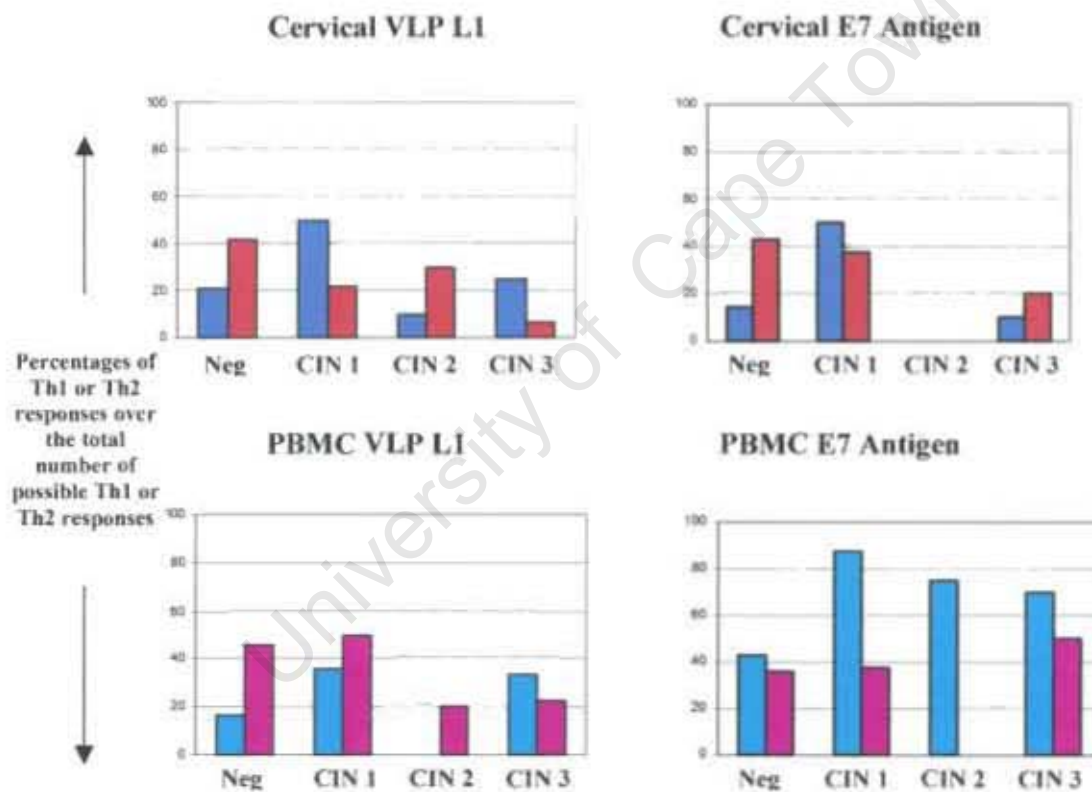 Cervical VLP L1
Cervical E7 Antigen
100
80
60
40
20
0
Neg CIN 1 CIN 2 CIN 3
100
80
60
40
20
0
Neg CIN 1 CIN 2 CIN 3
Percentages of
Th1 or Th2
responses over
the total
number of
possible Th1 or
Th2 responses
PBMC VLP L1
PBMC E7 Antigen
100
80
60
40
20
0
Neg CIN 1 CIN 2 CIN 3
100
80
60
40
20
0
Neg CIN 1 CIN 2 CIN 3
University of Cape Tow